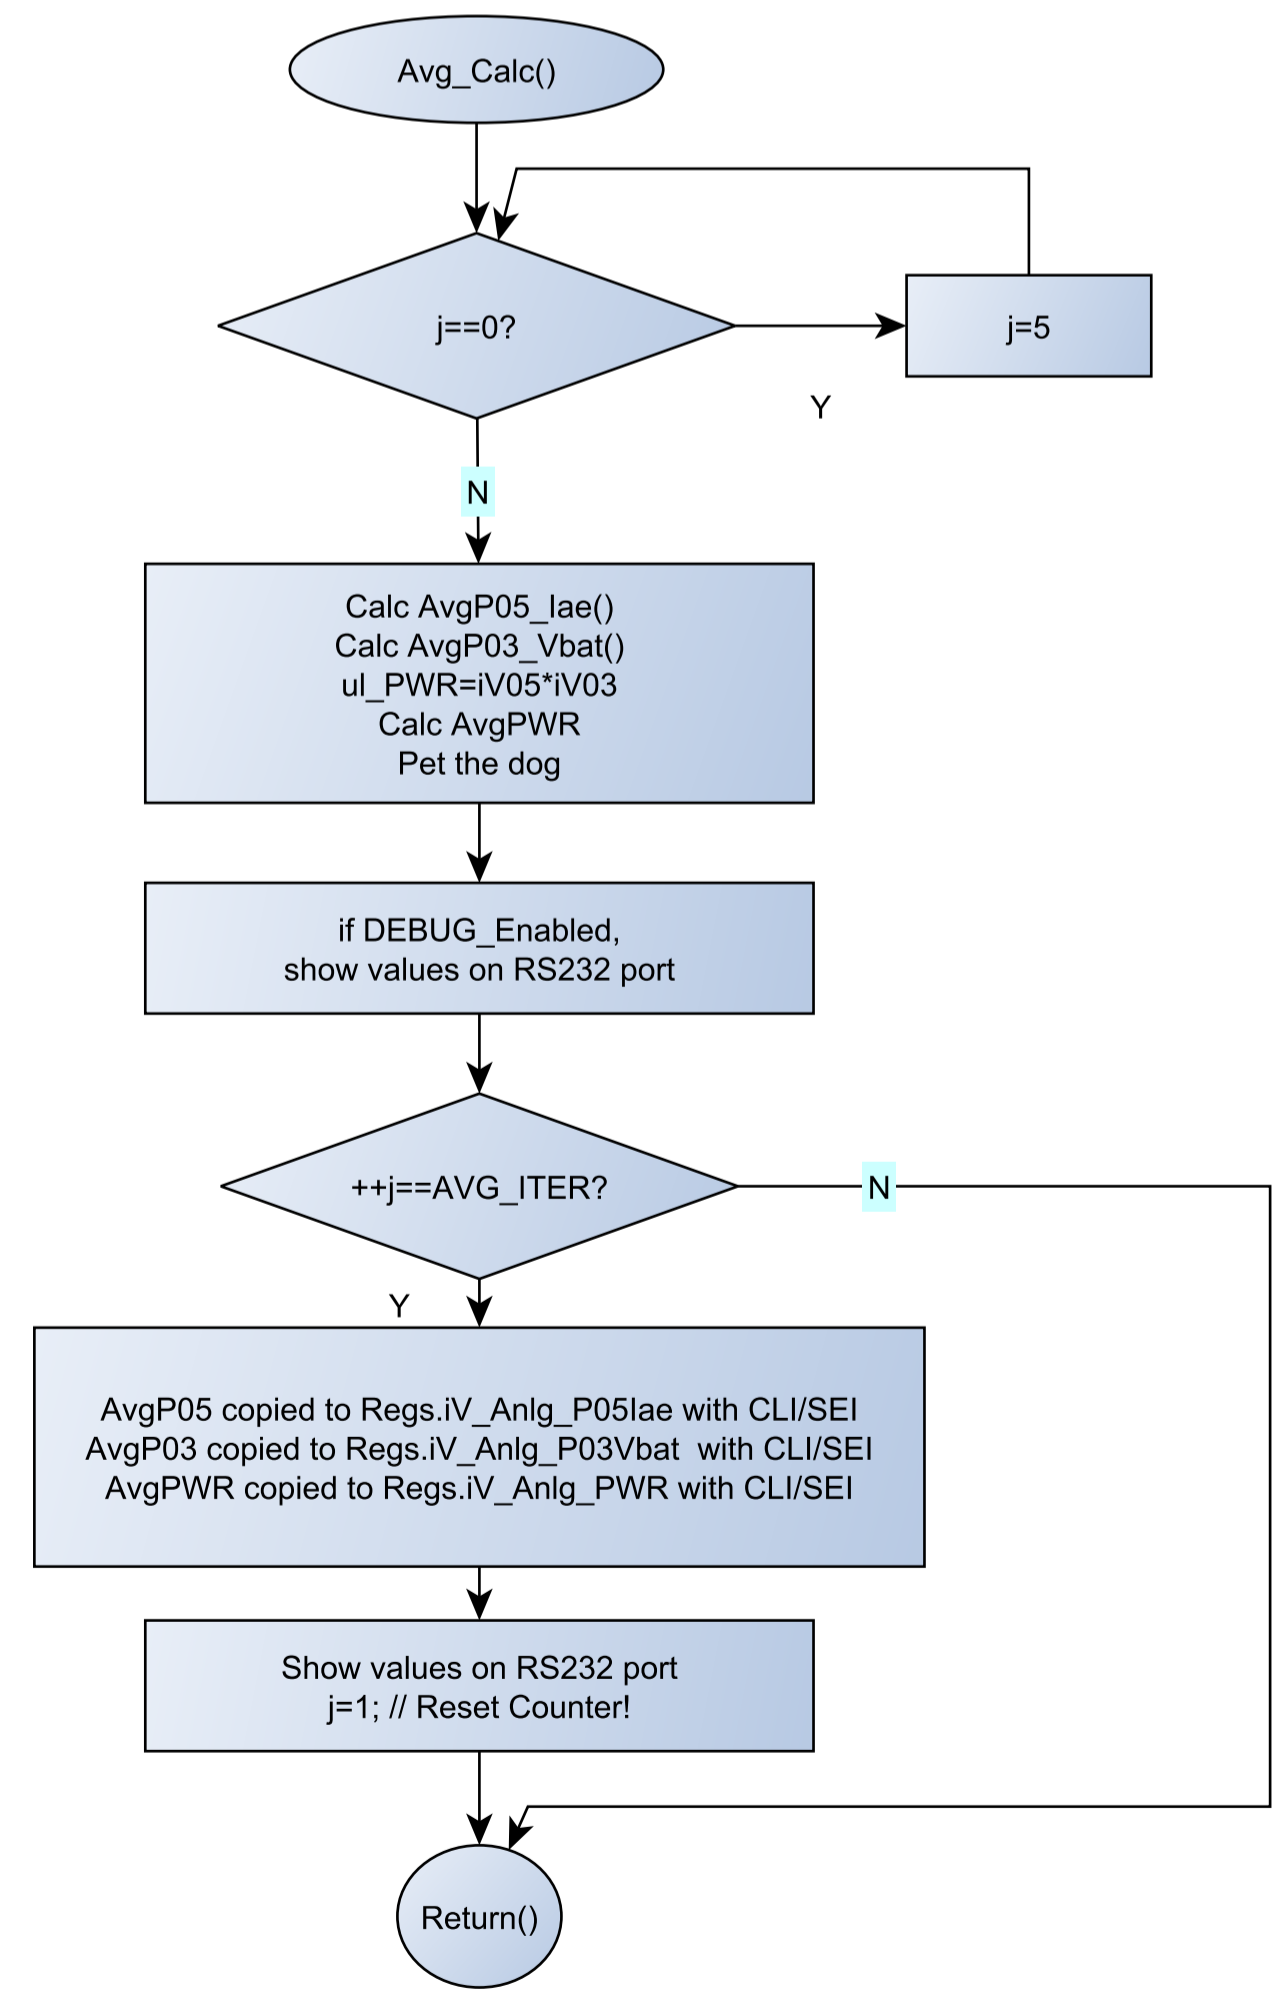 Avg_Calc()
j==0?
j=5
Y
N
Calc AvgP05_Iae()
Calc AvgP03_Vbat()
ul_PWR=iV05*iV03
Calc AvgPWR
Pet the dog
if DEBUG_Enabled,
show values on RS232 port
++j==AVG_ITER?
N
Y
AvgP05 copied to Regs.iV_Anlg_P05Iae with CLI/SEI
AvgP03 copied to Regs.iV_Anlg_P03Vbat  with CLI/SEI
AvgPWR copied to Regs.iV_Anlg_PWR with CLI/SEI
Show values on RS232 port
j=1; // Reset Counter!
Return()